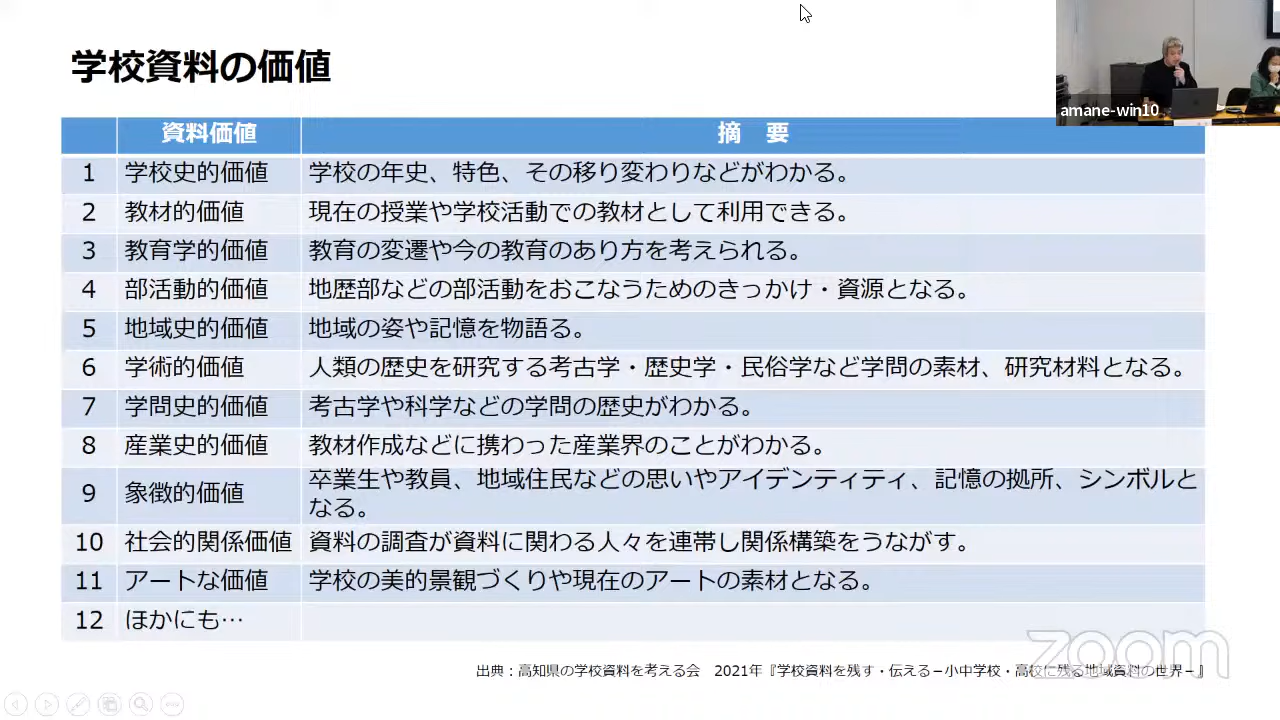 学校資料の価値
amane-win10
資料価値 摘 要
1 学校史的価値 学校の年史、特色、その移り変わりなどがわかる。
2 教材的価値 現在の授業や学校活動での教材として利用できる。
3 教育学的価値 教育の変遷や今の教育のあり方を考えられる。
4 部活動的価値 地歴部などの部活動をおこなうためのきっかけ・資源となる。
5 地域史的価値 地域の姿や記憶を物語る。
6 学術的価値 人類の歴史を研究する考古学・歴史学・民俗学など学問の素材、研究材料となる。
7 学問史的価値 考古学や科学などの学問の歴史がわかる。
8 産業史的価値 教材作成などに携わった産業界のことがわかる。
9 象徴的価値 卒業生や教員、地域住民などの思いやアイデンティティ、記憶の拠所、シンボルと
なる。
10 社会的関係価値 資料の調査が資料に関わる人々を連帯し関係構築をうながす。
11 アートな価値 学校の美的景観づくりや現在のアートの素材となる。
12 ほかにも…
zoom
出典：高知県の学校資料を考える会 2021年『学校資料を残す・伝える－小中学校・高校に残る地域資料の世界－』